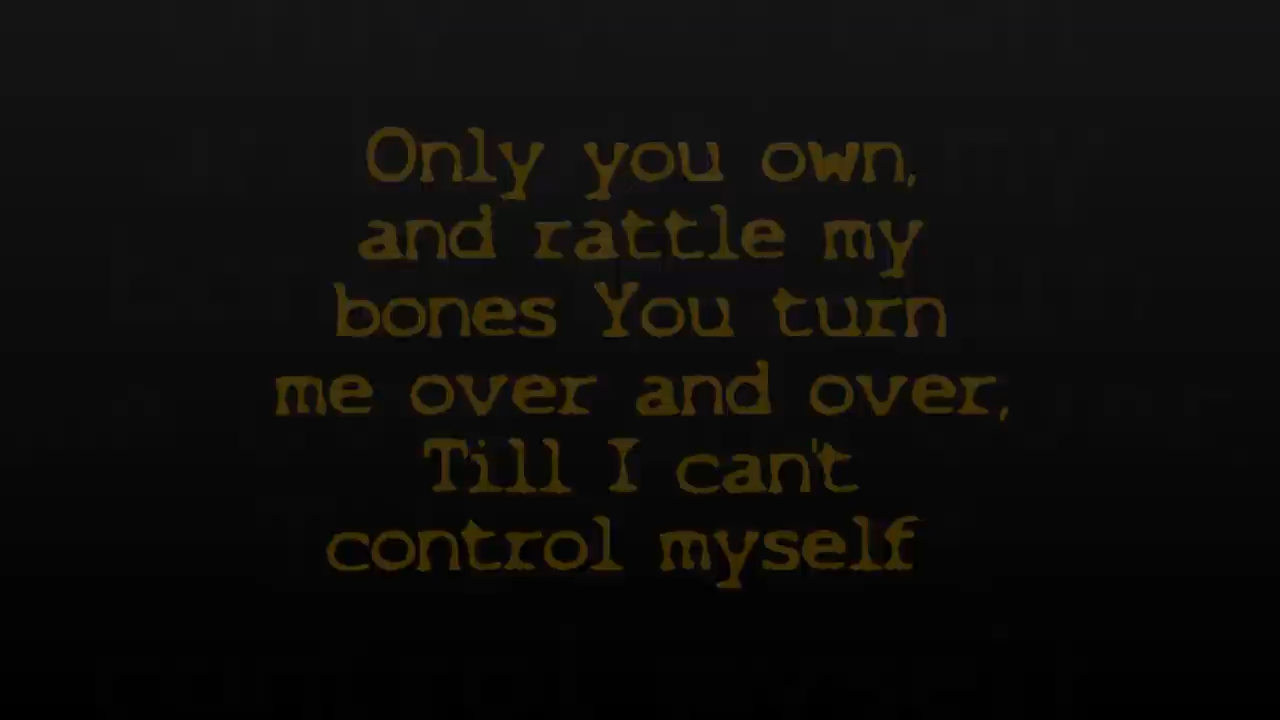 Only you own,
and rattle my
bones You turn
me over and over,
Till I can't
control myself